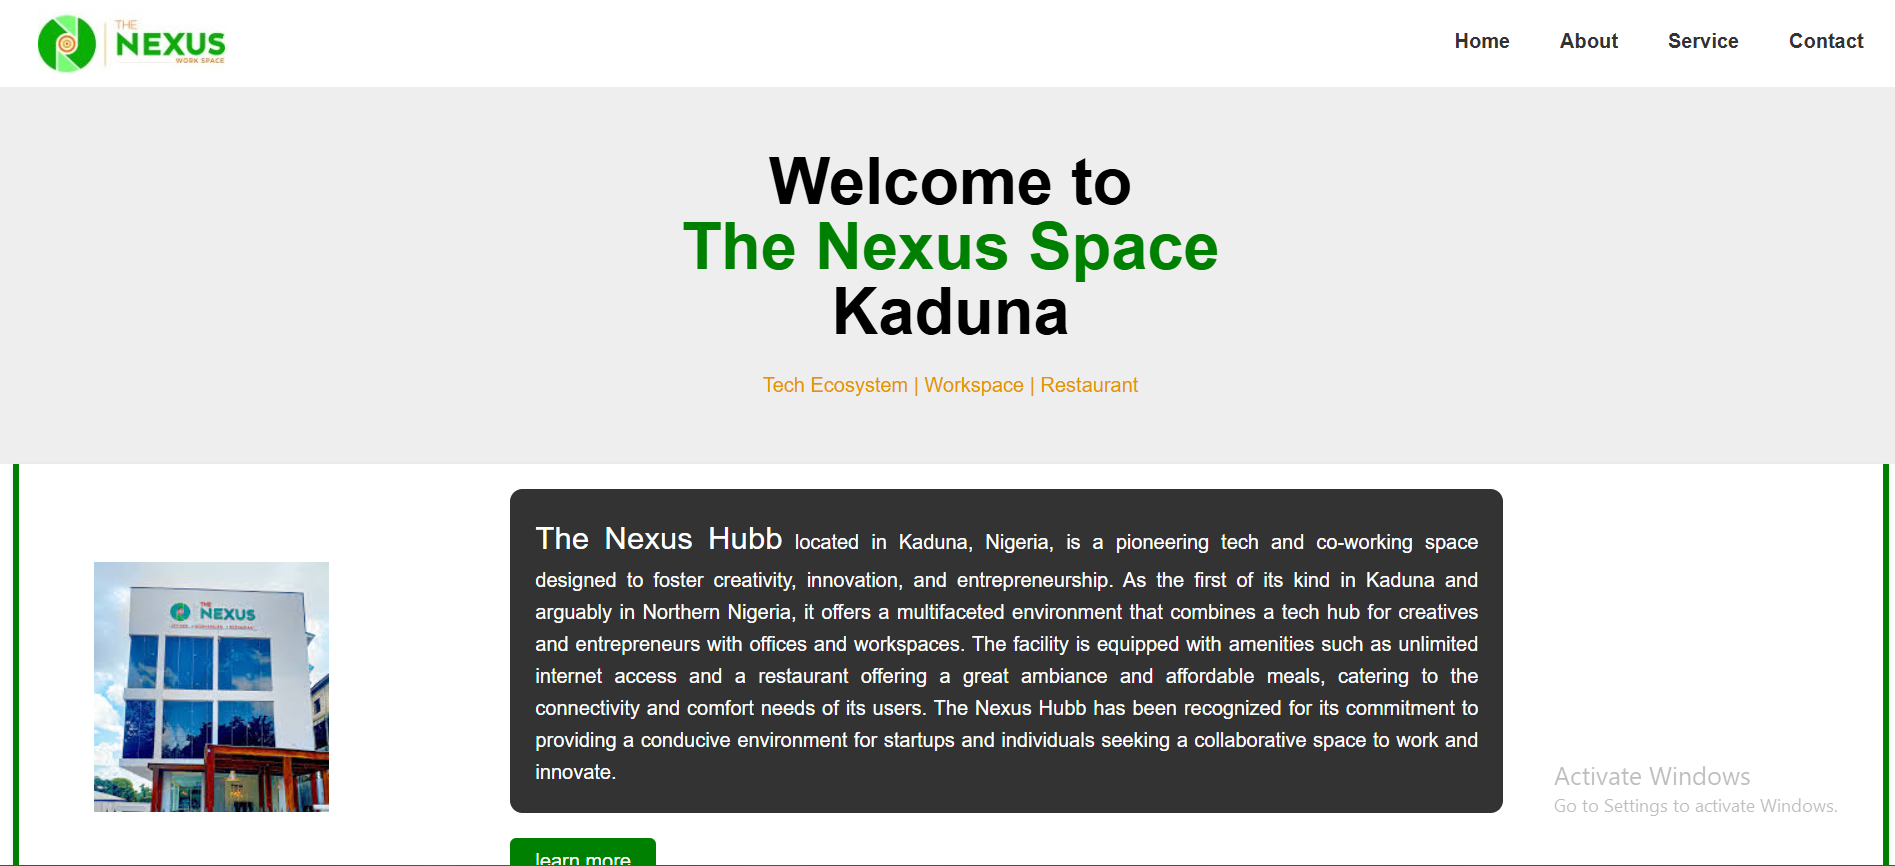 THE
NEXUS
WORK SPACE
Home About Service Contact
Welcome to
The Nexus Space
Kaduna
Tech Ecosystem | Workspace | Restaurant
The Nexus Hubb located in Kaduna, Nigeria, is a pioneering tech and co-working space
designed to foster creativity, innovation, and entrepreneurship. As the first of its kind in Kaduna and
arguably in Northern Nigeria, it offers a multifaceted environment that combines a tech hub for creatives
and entrepreneurs with offices and workspaces. The facility is equipped with amenities such as unlimited
internet access and a restaurant offering a great ambiance and affordable meals, catering to the
connectivity and comfort needs of its users. The Nexus Hubb has been recognized for its commitment to
providing a conducive environment for startups and individuals seeking a collaborative space to work and
innovate.
THE
NEXUS
learn more
Activate Windows
Go to Settings to activate Windows.